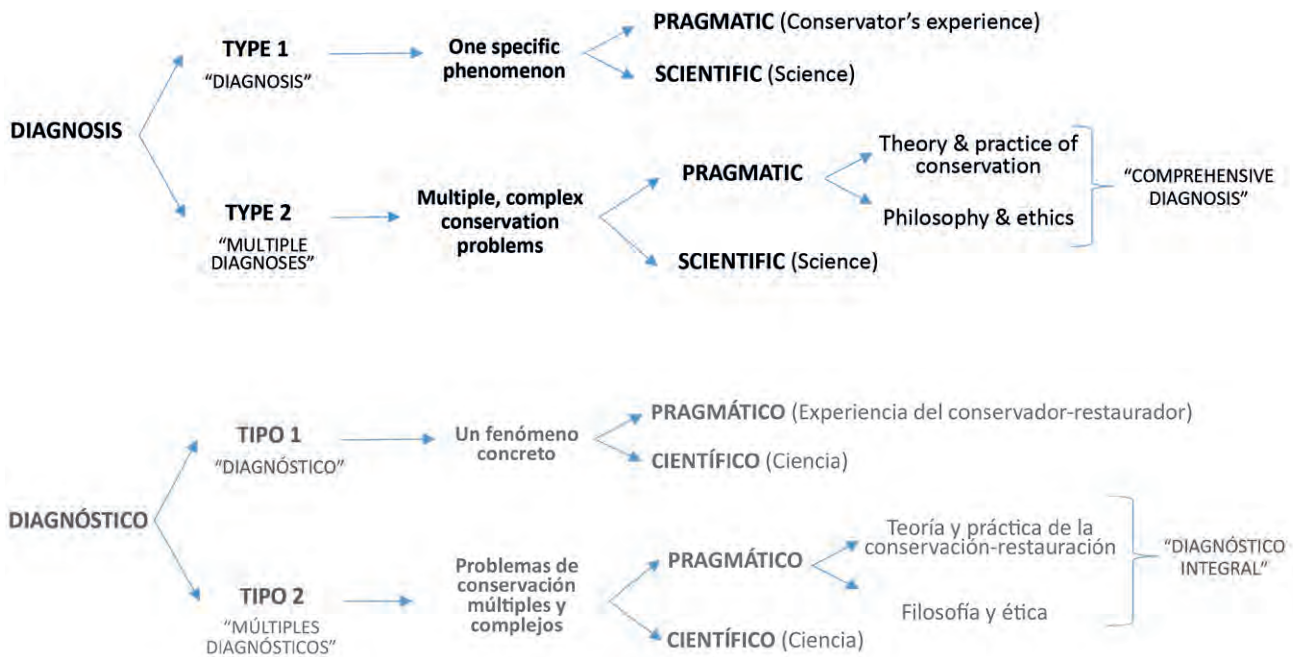 DIAGNOSIS
TYPE 1
“DIAGNOSIS”
One specific
phenomenon
PRAGMATIC (Conservator’s experience)
SCIENTIFIC (Science)
TYPE 2
“MULTIPLE
DIAGNOSES”
Multiple, complex
conservation
problems
PRAGMATIC
Theory & practice of
conservation
Philosophy & ethics
SCIENTIFIC (Science)
“COMPREHENSIVE
DIAGNOSIS”
DIAGNÓSTICO
TIPO 1
“DIAGNÓSTICO”
Un fenómeno
concreto
PRAGMÁTICO (Experiencia del conservador-restaurador)
CIENTÍFICO (Ciencia)
TIPO 2
“MÚLTIPLES
DIAGNÓSTICOS”
Problemas de
conservación
múltiples y
complejos
PRAGMÁTICO
Teoría y práctica de la
conservación-restauración
Filosofía y ética
CIENTÍFICO (Ciencia)
“DIAGNÓSTICO
INTEGRAL”